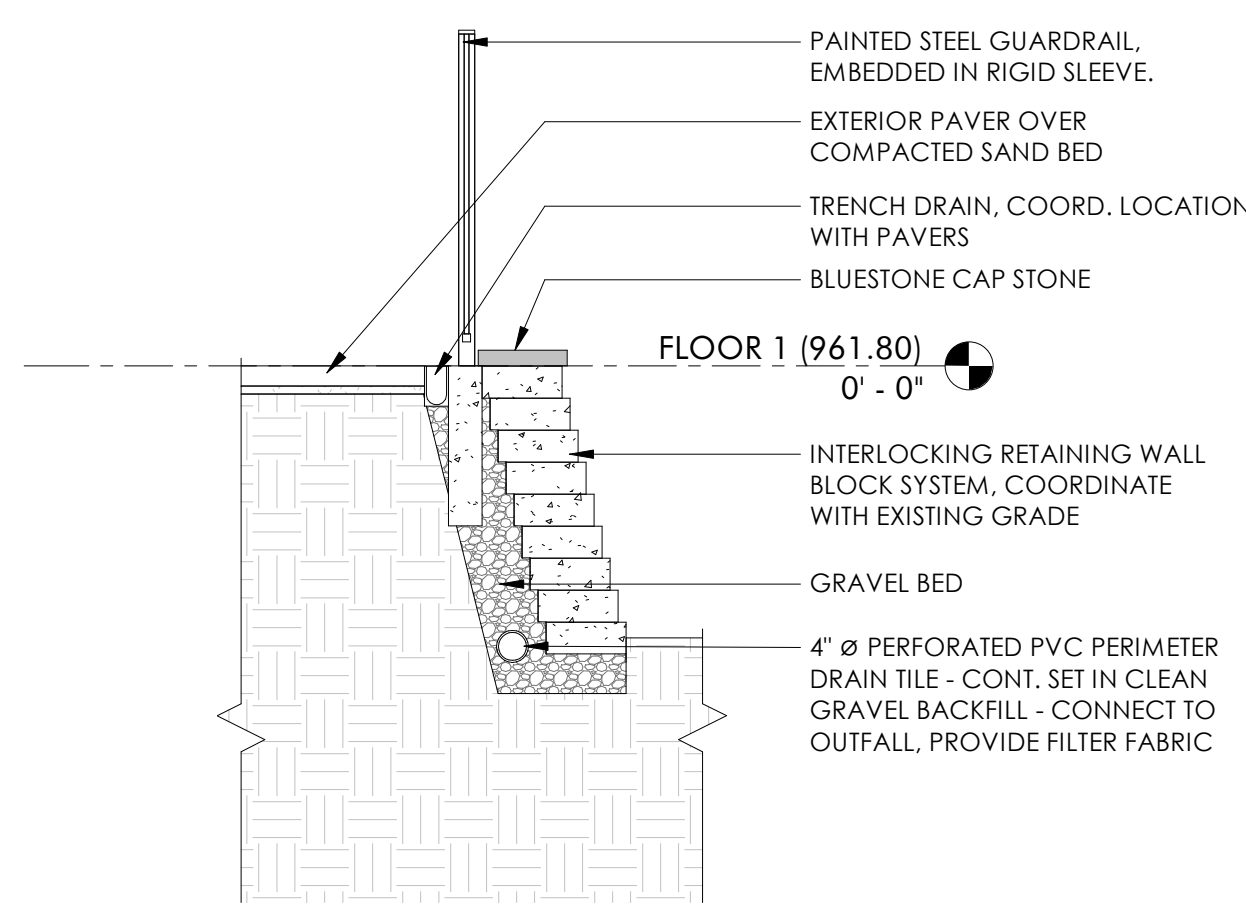 PAINTED STEEL GUARDRAIL,
EMBEDDED IN RIGID SLEEVE.
EXTERIOR PAVER OVER
COMPACTED SAND BED
TRENCH DRAIN, COORD. LOCATION
WITH PAVERS
BLUESTONE CAP STONE
FLOOR 1 (961.80)
0' - 0"
INTERLOCKING RETAINING WALL
BLOCK SYSTEM, COORDINATE
WITH EXISTING GRADE
GRAVEL BED
4" Ø PERFORATED PVC PERIMETER
DRAIN TILE - CONT. SET IN CLEAN
GRAVEL BACKFILL - CONNECT TO
OUTFALL, PROVIDE FILTER FABRIC